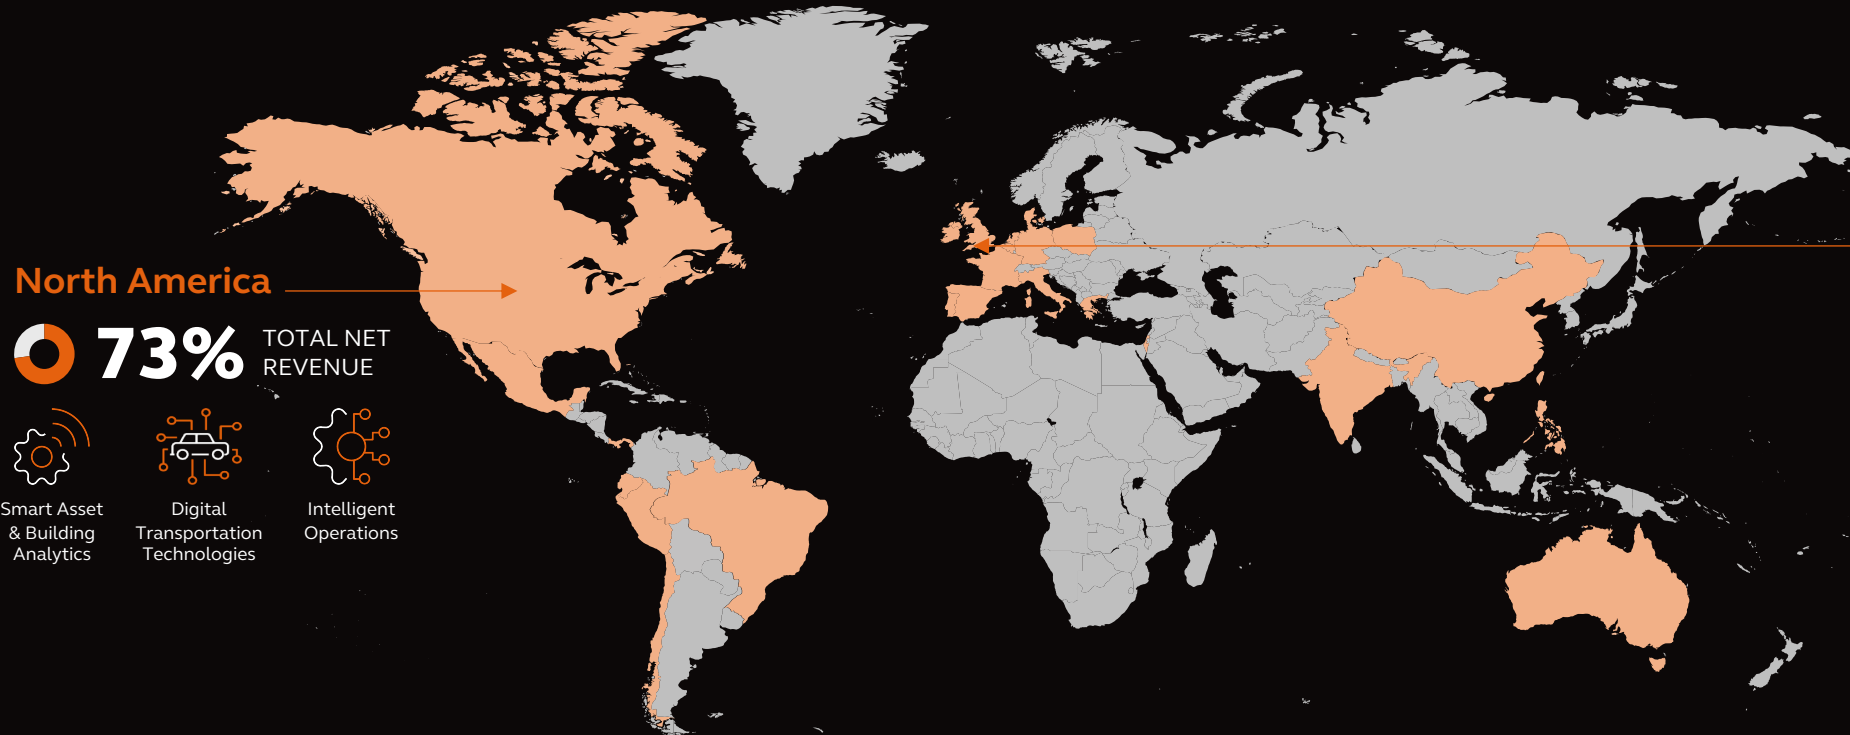 North America
73%
TOTAL NET
REVENUE
Smart Asset
& Building
Analytics
Digital
Transportation
Technologies
Intelligent
Operations